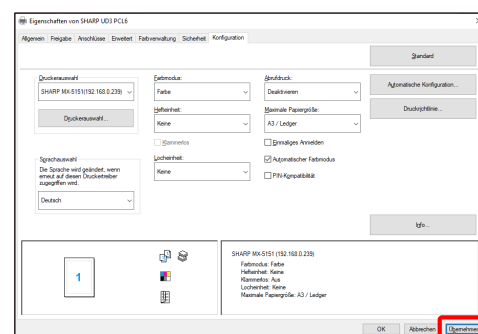 Eigenschaften von SHARP UD3 PCL6
Allgemein Freigabe Anschlüsse Erweitert Farbverwaltung Sicherheit Konfiguration
Standard
Druckerauswahl
SHARP MX-5151(192.168.0.239)
Druckerauswahl...
Farbmodus:
Farbe
Hefteinheit:
Keine
Klammerlos
Locheinheit:
Keine
Abrufdruck:
Deaktivieren
Maximale Papiergröße:
A3 / Ledger
Einmaliges Anmelden
Automatischer Farbmodus
PIN-Kompatibilität
Automatische Konfiguration...
Druckrichtlinie...
Sprachauswahl
Die Sprache wird geändert, wenn
erneut auf diesen Druckertreiber
zugegriffen wird.
Deutsch
Info...
1
SHARP MX-5151 (192.168.0.239)
Farbmodus: Farbe
Hefteinheit: Keine
Klammerlos: Aus
Locheinheit: Keine
Maximale Papiergröße: A3 / Ledger
OK Abbrechen Übernehmen